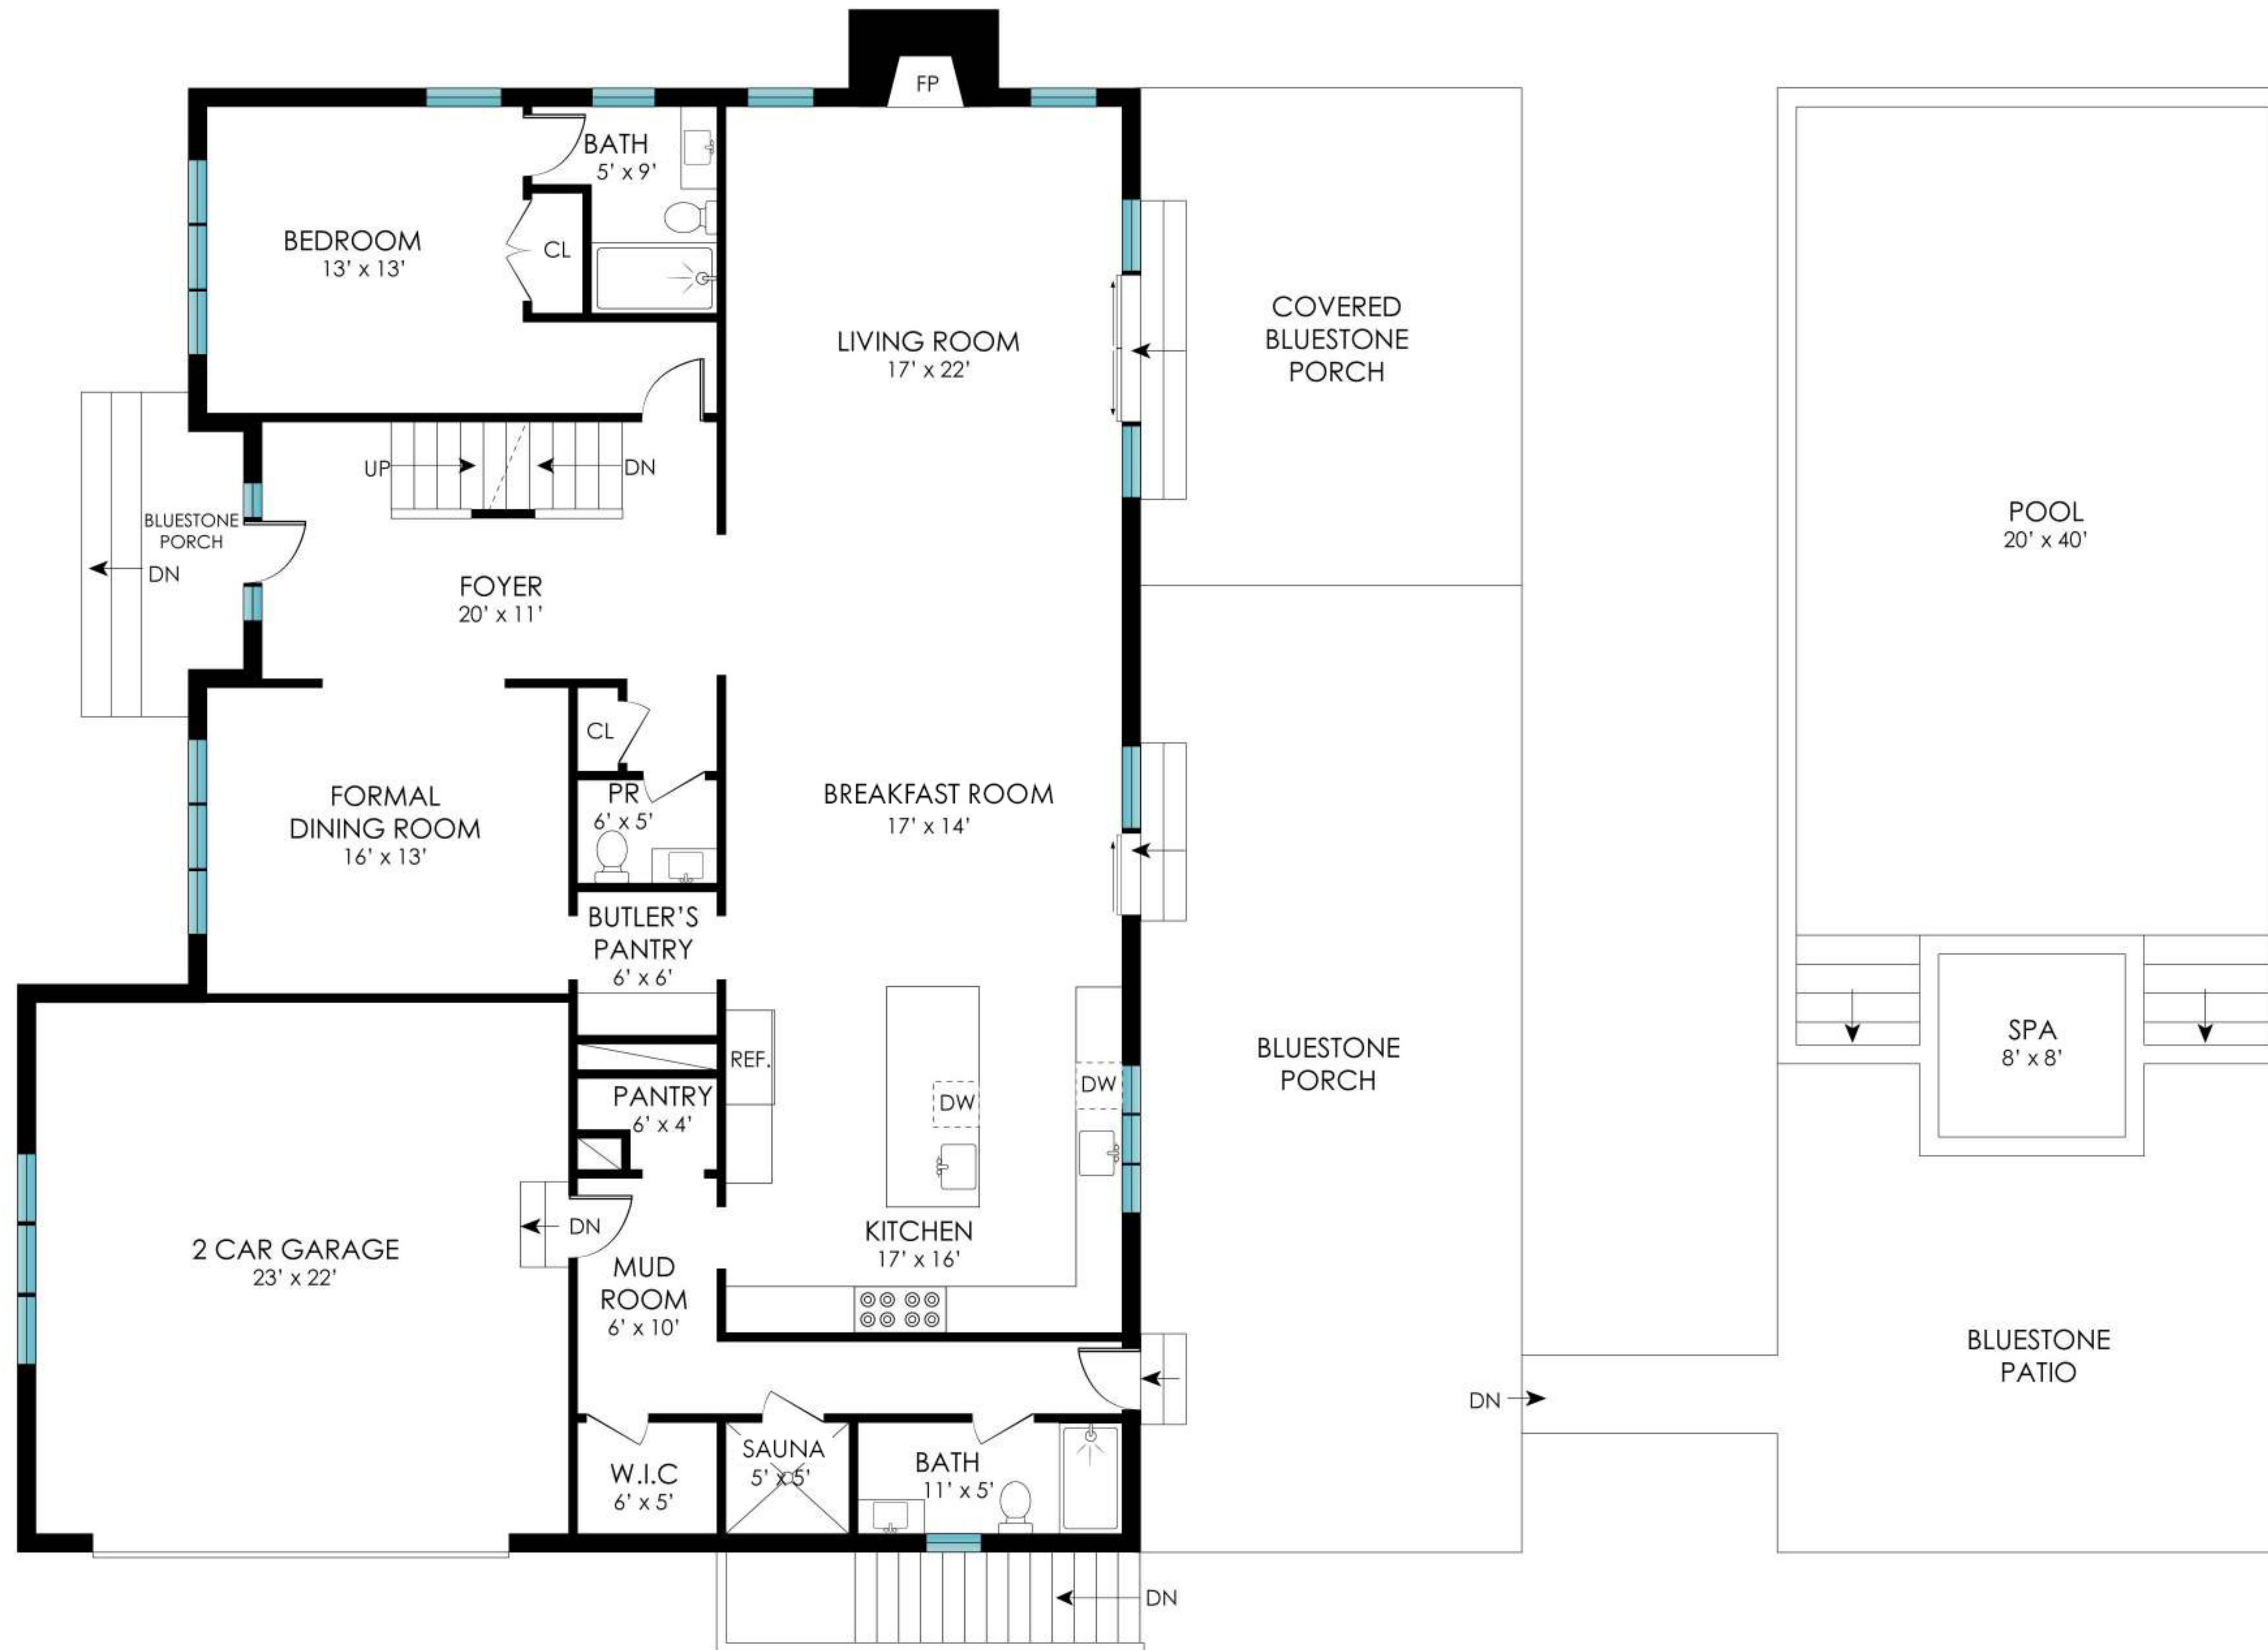 FP
BATH
5' x 9'
BEDROOM
13' x 13'
CL
LIVING ROOM
17' x 22'
COVERED
BLUESTONE
PORCH
UP
DN
BLUESTONE
PORCH
DN
FOYER
20' x 11'
POOL
20' x 40'
CL
FORMAL
DINING ROOM
16' x 13'
PR
6' x 5'
BREAKFAST ROOM
17' x 14'
BUTLER'S
PANTRY
6' x 6'
REF.
DW
DW
PANTRY
6' x 4'
BLUESTONE
PORCH
SPA
8' x 8'
2 CAR GARAGE
23' x 22'
DN
MUD
ROOM
6' x 10'
KITCHEN
17' x 16'
BLUESTONE
PATIO
DN
W.I.C
6' x 5'
SAUNA
5' x 5'
BATH
11' x 5'
DN